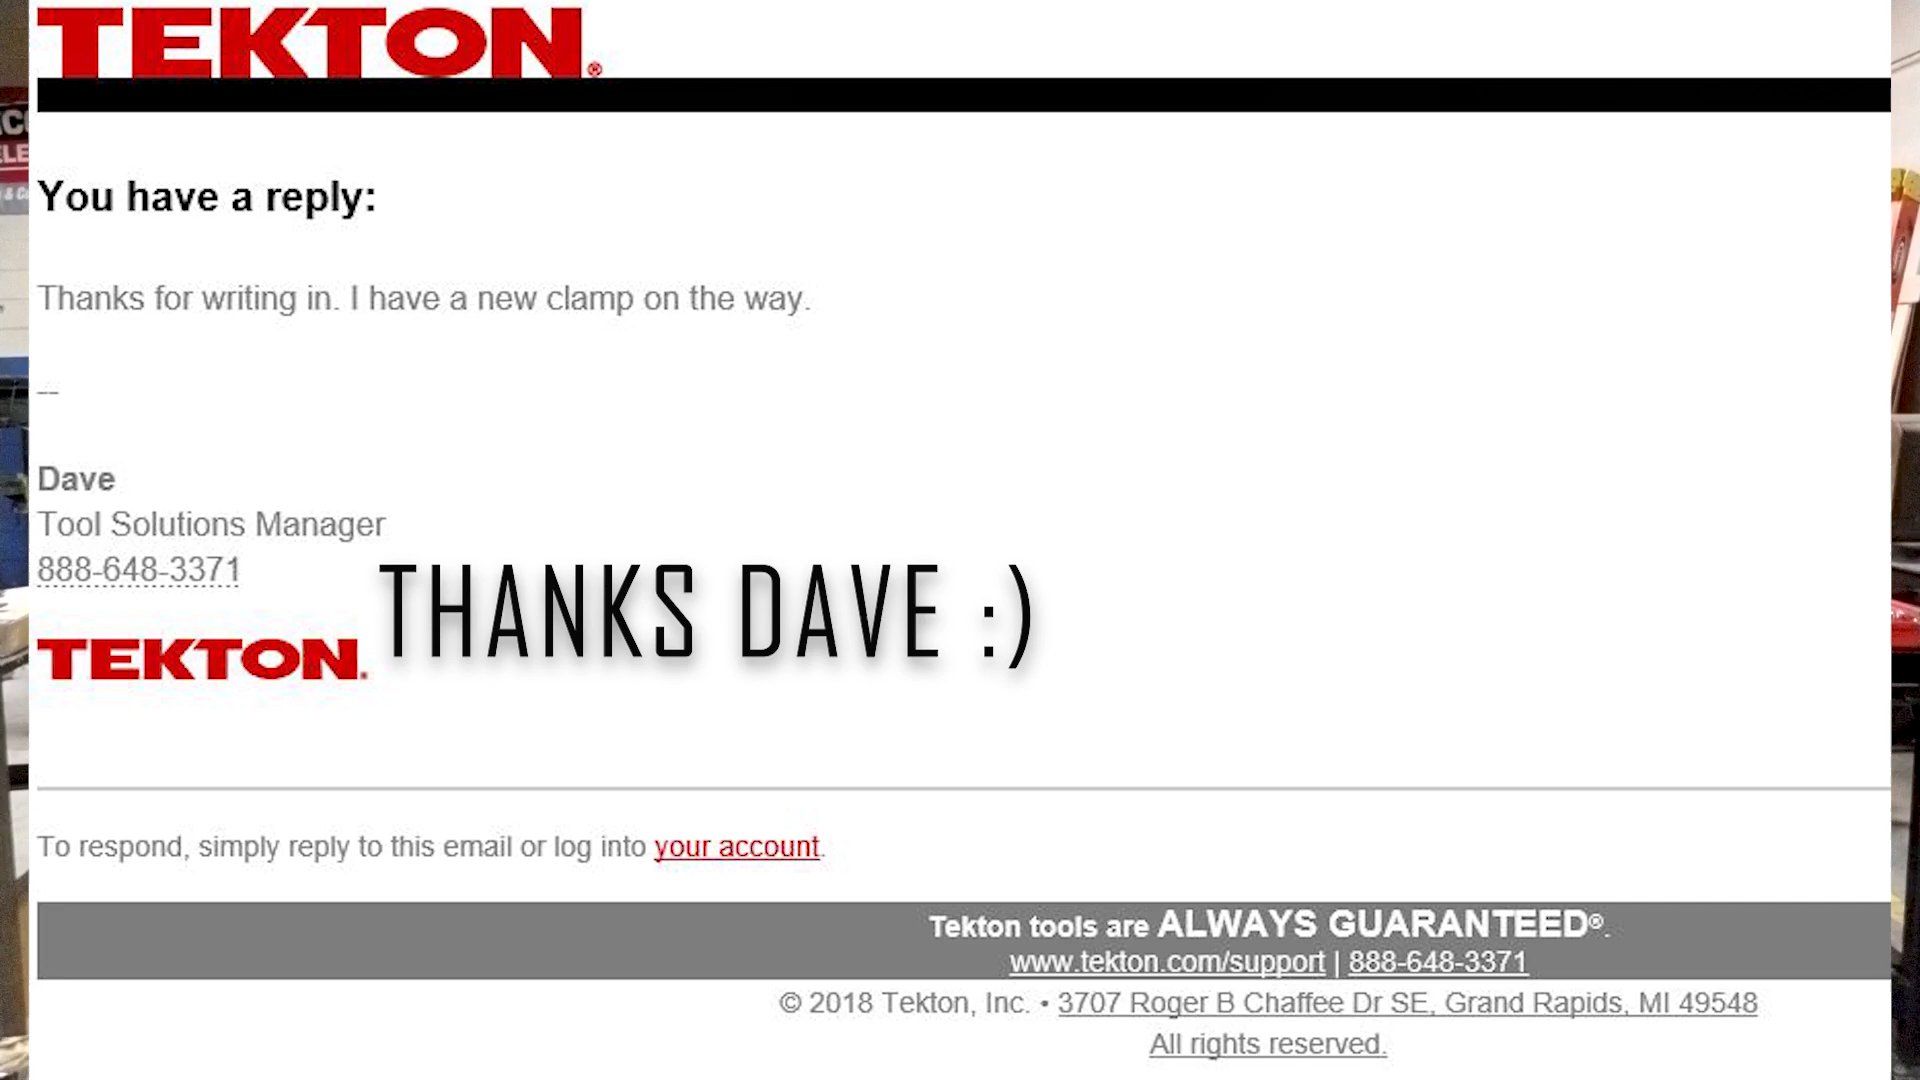 TEKTON®
You have a reply:
Thanks for writing in. I have a new clamp on the way.
--
Dave
Tool Solutions Manager
888-648-3371
THANKS DAVE :)
TEKTON.
To respond, simply reply to this email or log into your account.
Tekton tools are ALWAYS GUARANTEED®.
www.tekton.com/support | 888-648-3371
© 2018 Tekton, Inc. • 3707 Roger B Chaffee Dr SE, Grand Rapids, MI 49548
All rights reserved.